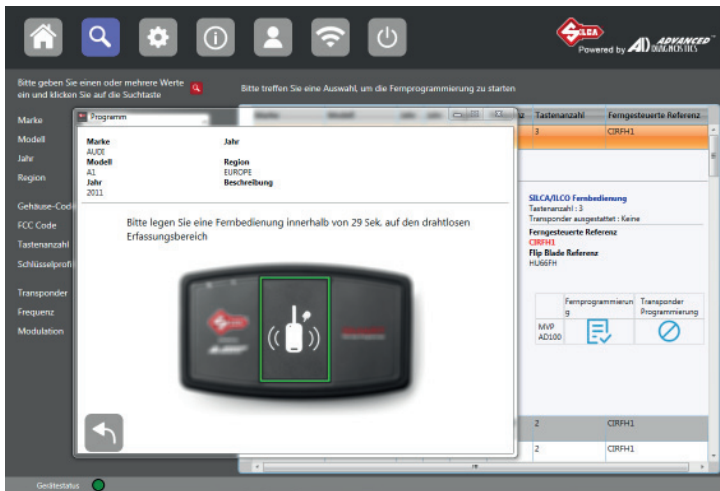 SILCA
Powered by AD ADVANCED DIAGNOSTICS
Bitte geben Sie einen oder mehrere Werte
ein und klicken Sie auf die Suchtaste
Bitte treffen Sie eine Auswahl, um die Fernprogrammierung zu starten
Marke
Modell
Jahr
Region
Gehäuse-Cod
FCC Code
Tastenanzahl
Schlüsselprofi
Transponder
Frequenz
Modulation
Programm
Marke
Jahr
AUDI
Modell
Region
A1
EUROPE
Jahr
Beschreibung
2011
Bitte legen Sie eine Fernbedienung innerhalb von 29 Sek. auf den drahtlosen
Erfassungsbereich
Tastenanzahl Ferngesteuerte Referenz
3 CIRFH1
SILCA/ILCO Fernbedienung
Tastenanzahl : 3
Transponder ausgestattet : Keine
Ferngesteuerte Referenz
CIRFH1
Flip Blade Referenz
HU66FH
Fernprogrammierun
g
Transponder
Programmierung
MVP
AD100
2 CIRFH1
2 CIRFH1
Gerätestatus